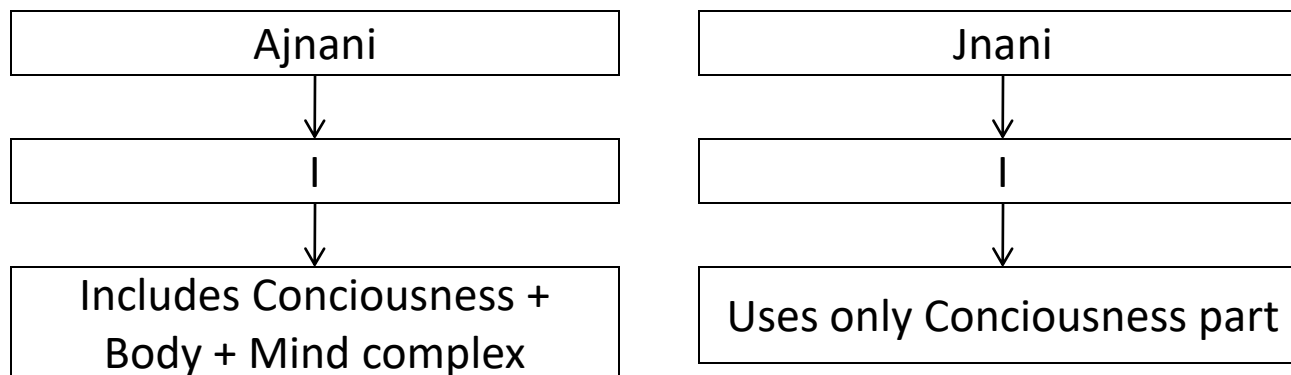 Ajnani
I
Includes Conciousness +
Body + Mind complex
Jnani
I
Uses only Conciousness part